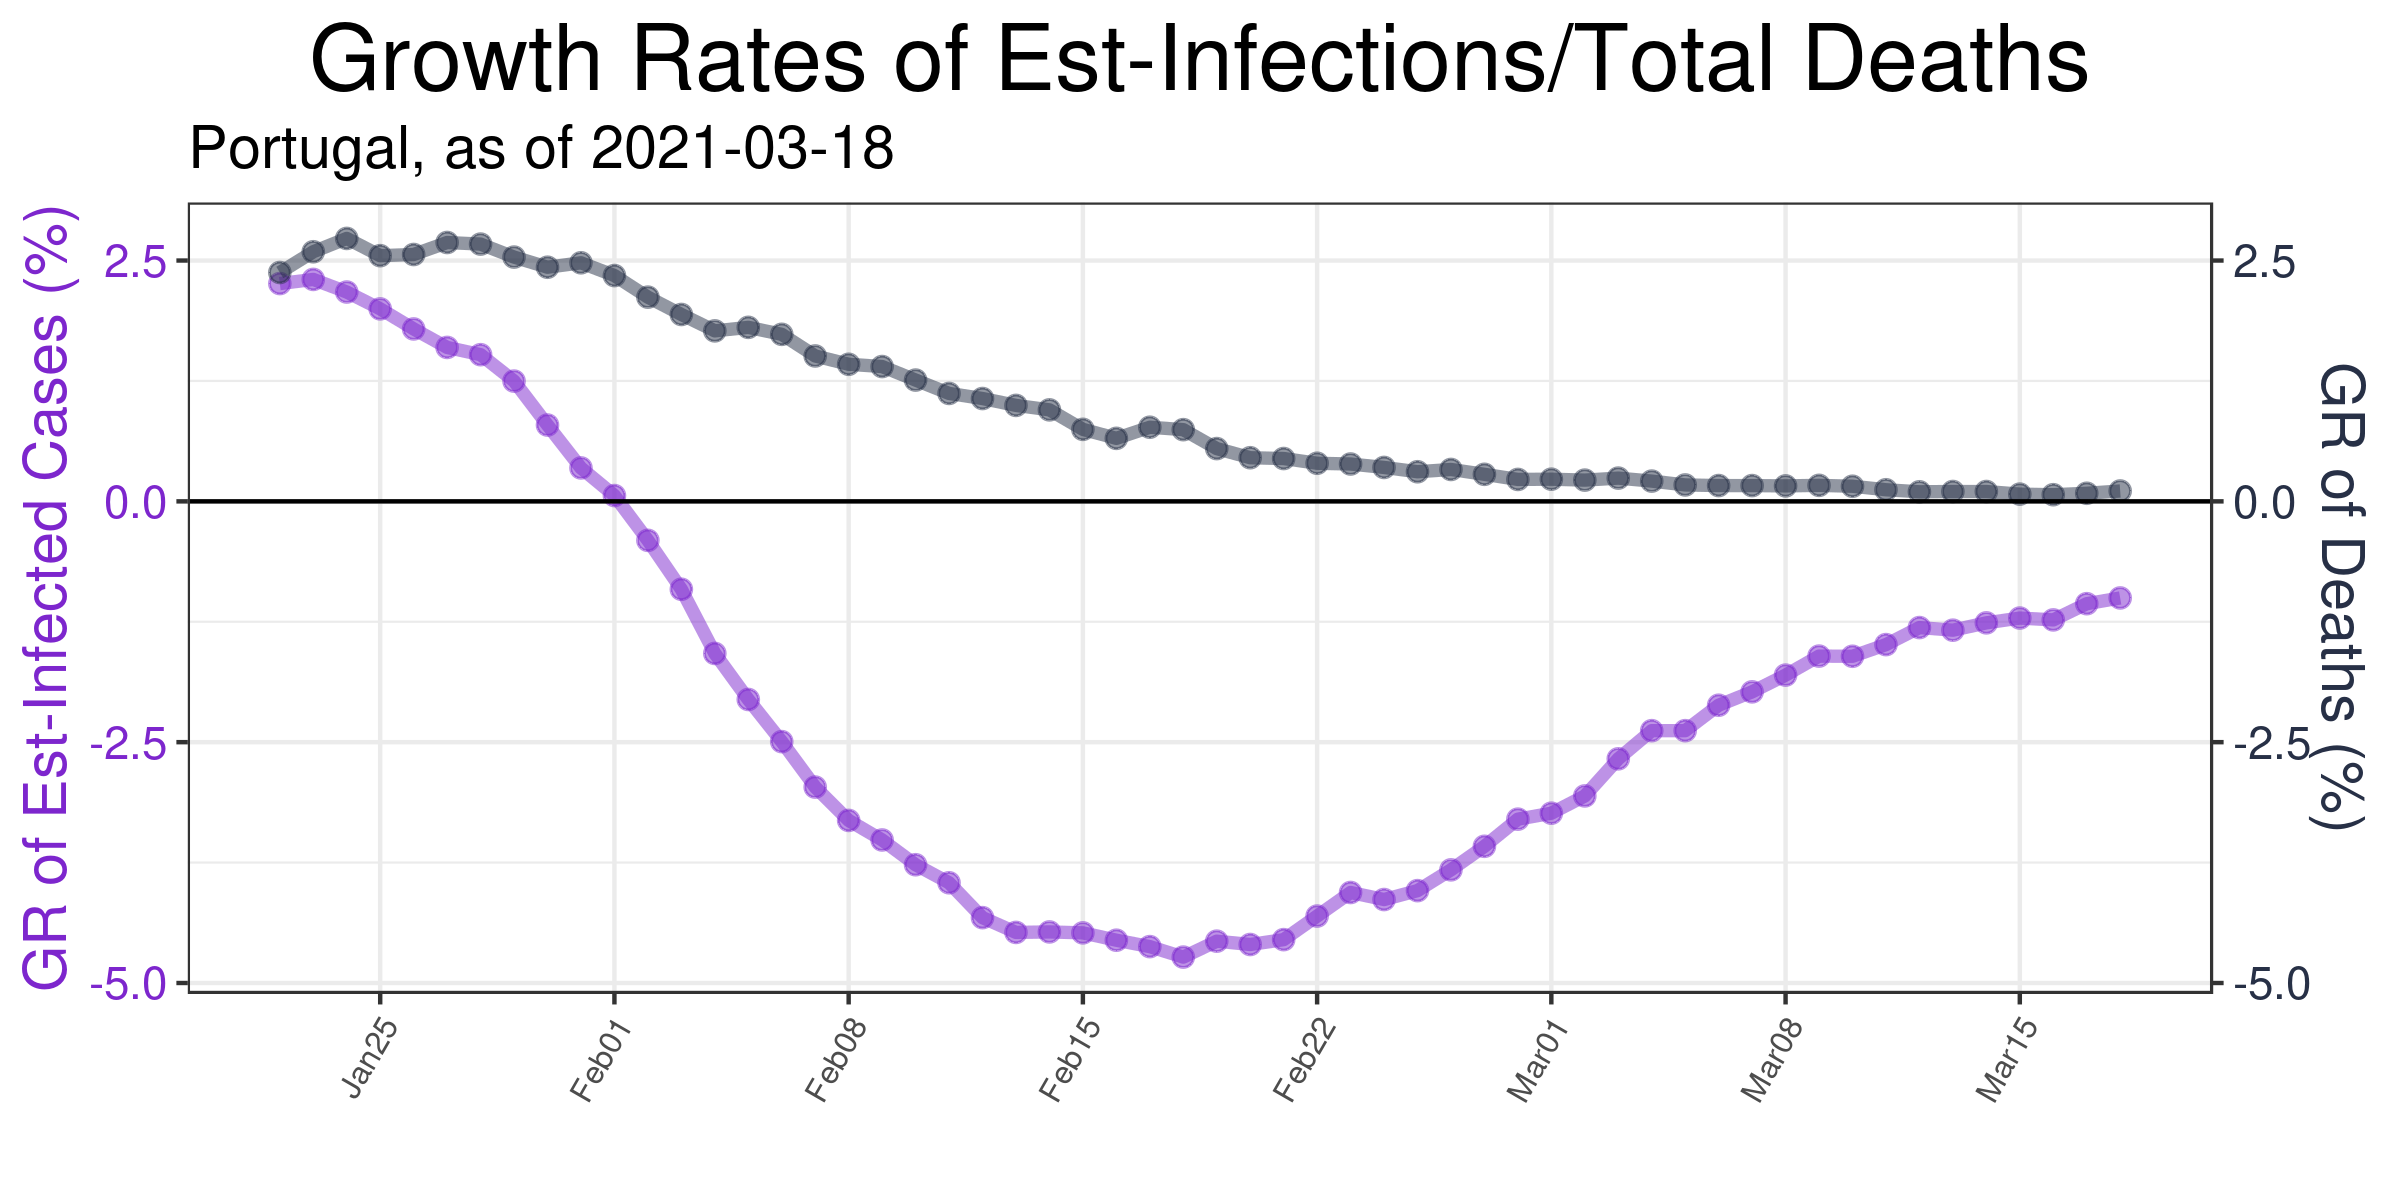 Growth Rates of Est-Infections/Total Deaths
Portugal, as of 2021-03-18
GR of Est-Infected Cases (%)
2.5
0.0
-2.5
-5.0
2.5
0.0
-2.5
-5.0
GR of Deaths (%)
Jan25
Feb01
Feb08
Feb15
Feb22
Mar01
Mar08
Mar15